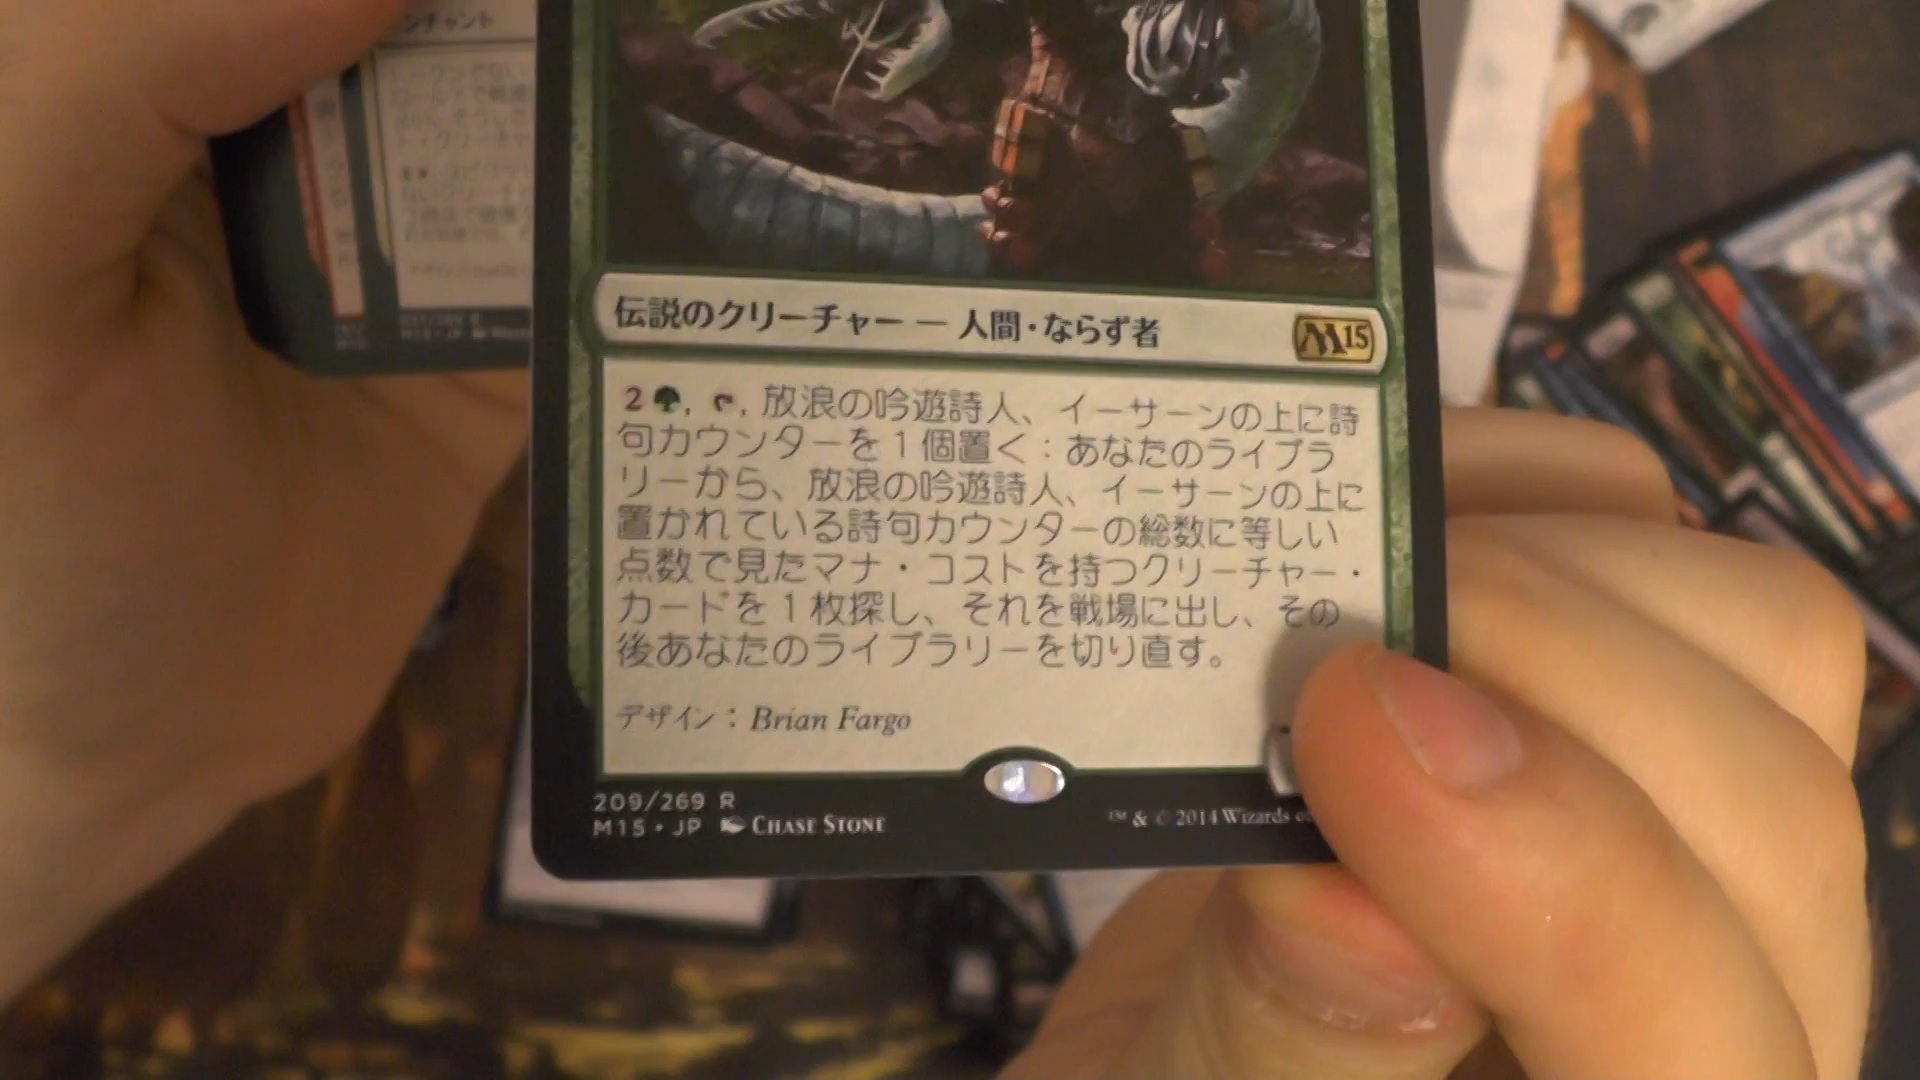 伝説のクリーチャー — 人間・ならず者
M15
2, , 放浪の吟遊詩人、イーサーンの上に詩
句カウンターを1個置く：あなたのライブラ
リーから、放浪の吟遊詩人、イーサーンの上に
置かれている詩句カウンターの総数に等しい
点数で見たマナ・コストを持つクリーチャー・
カードを1枚探し、それを戦場に出し、その
後あなたのライブラリーを切り直す。
デザイン：Brian Fargo
209/269 R
M15・JP CHASE STONE
™ & © 2014 Wizards